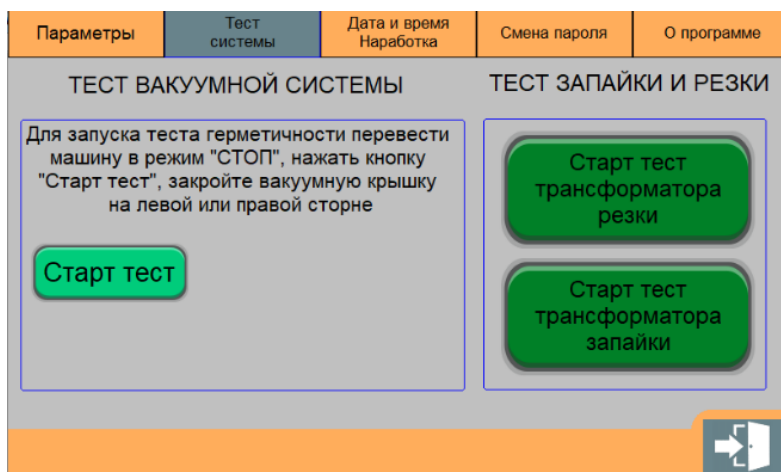 Параметры
Тест
системы
Дата и время
Наработка
Смена пароля
О программе
ТЕСТ ВАКУУМНОЙ СИСТЕМЫ
Для запуска теста герметичности перевести
машину в режим "СТОП", нажать кнопку
"Старт тест", закройте вакуумную крышку
на левой или правой сторне
Старт тест
ТЕСТ ЗАПАЙКИ И РЕЗКИ
Старт тест
трансформатора
резки
Старт тест
трансформатора
запайки